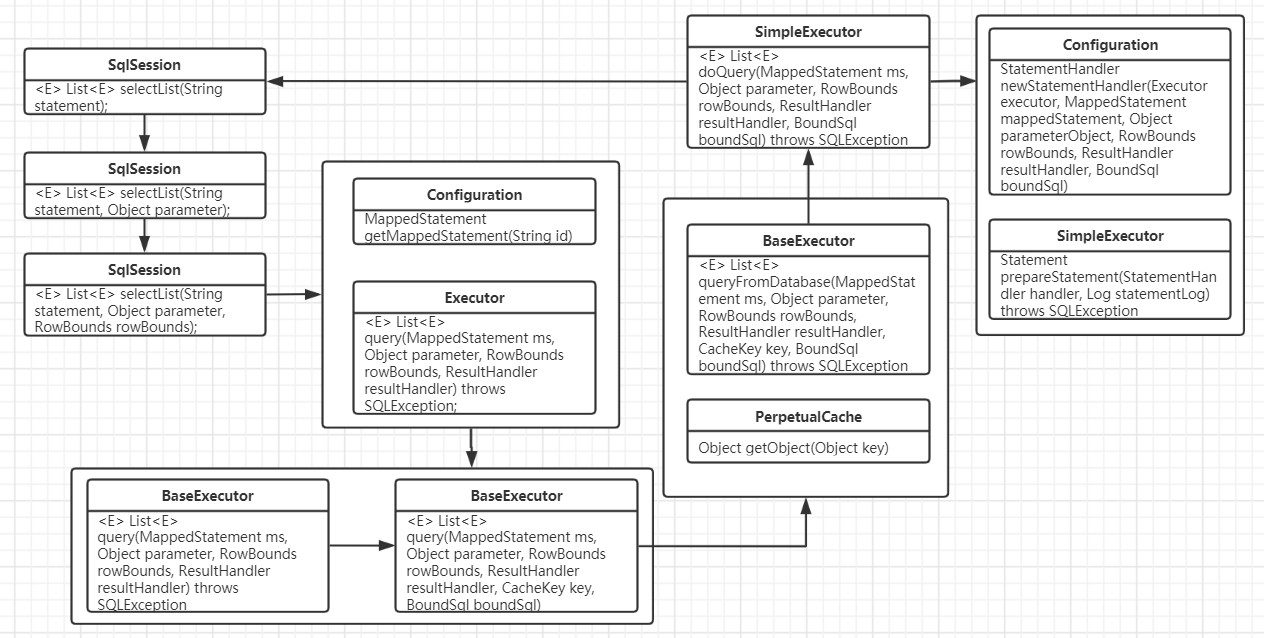 SqlSession
<E> List<E> selectList(String
statement);
SqlSession
<E> List<E> selectList(String
statement, Object parameter);
SqlSession
<E> List<E> selectList(String
statement, Object parameter,
RowBounds rowBounds);
Configuration
MappedStatement
getMappedStatement(String id)
Executor
<E> List<E>
query(MappedStatement ms,
Object parameter, RowBounds
rowBounds, ResultHandler
resultHandler) throws
SQLException;
BaseExecutor
<E> List<E>
query(MappedStatement ms,
Object parameter, RowBounds
rowBounds, ResultHandler
resultHandler) throws
SQLException
BaseExecutor
<E> List<E>
query(MappedStatement ms,
Object parameter, RowBounds
rowBounds, ResultHandler
resultHandler, CacheKey key,
BoundSql boundSql)
BaseExecutor
<E> List<E>
queryFromDatabase(MappedStat
ement ms, Object parameter,
RowBounds rowBounds,
ResultHandler resultHandler,
CacheKey key, BoundSql
boundSql) throws SQLException
PerpetualCache
Object getObject(Object key)
SimpleExecutor
<E> List<E>
doQuery(MappedStatement ms,
Object parameter, RowBounds
rowBounds, ResultHandler
resultHandler, BoundSql
boundSql) throws SQLException
Configuration
StatementHandler
newStatementHandler(Executor
executor, MappedStatement
mappedStatement, Object
parameterObject, RowBounds
rowBounds, ResultHandler
resultHandler, BoundSql
boundSql)
SimpleExecutor
Statement
prepareStatement(StatementHan
dler handler, Log statementLog)
throws SQLException